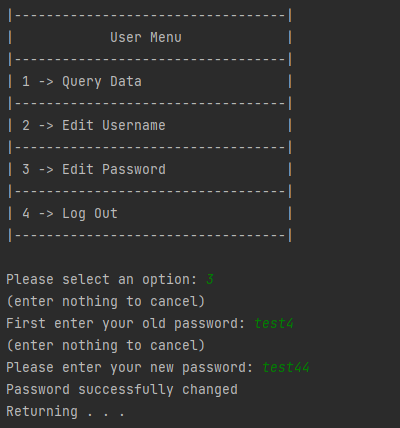 |----------------------------------|
|            User Menu             |
|----------------------------------|
| 1 -> Query Data                  |
|----------------------------------|
| 2 -> Edit Username               |
|----------------------------------|
| 3 -> Edit Password               |
|----------------------------------|
| 4 -> Log Out                     |
|----------------------------------|
Please select an option: 3
(enter nothing to cancel)
First enter your old password: test4
(enter nothing to cancel)
Please enter your new password: test44
Password successfully changed
Returning . . .